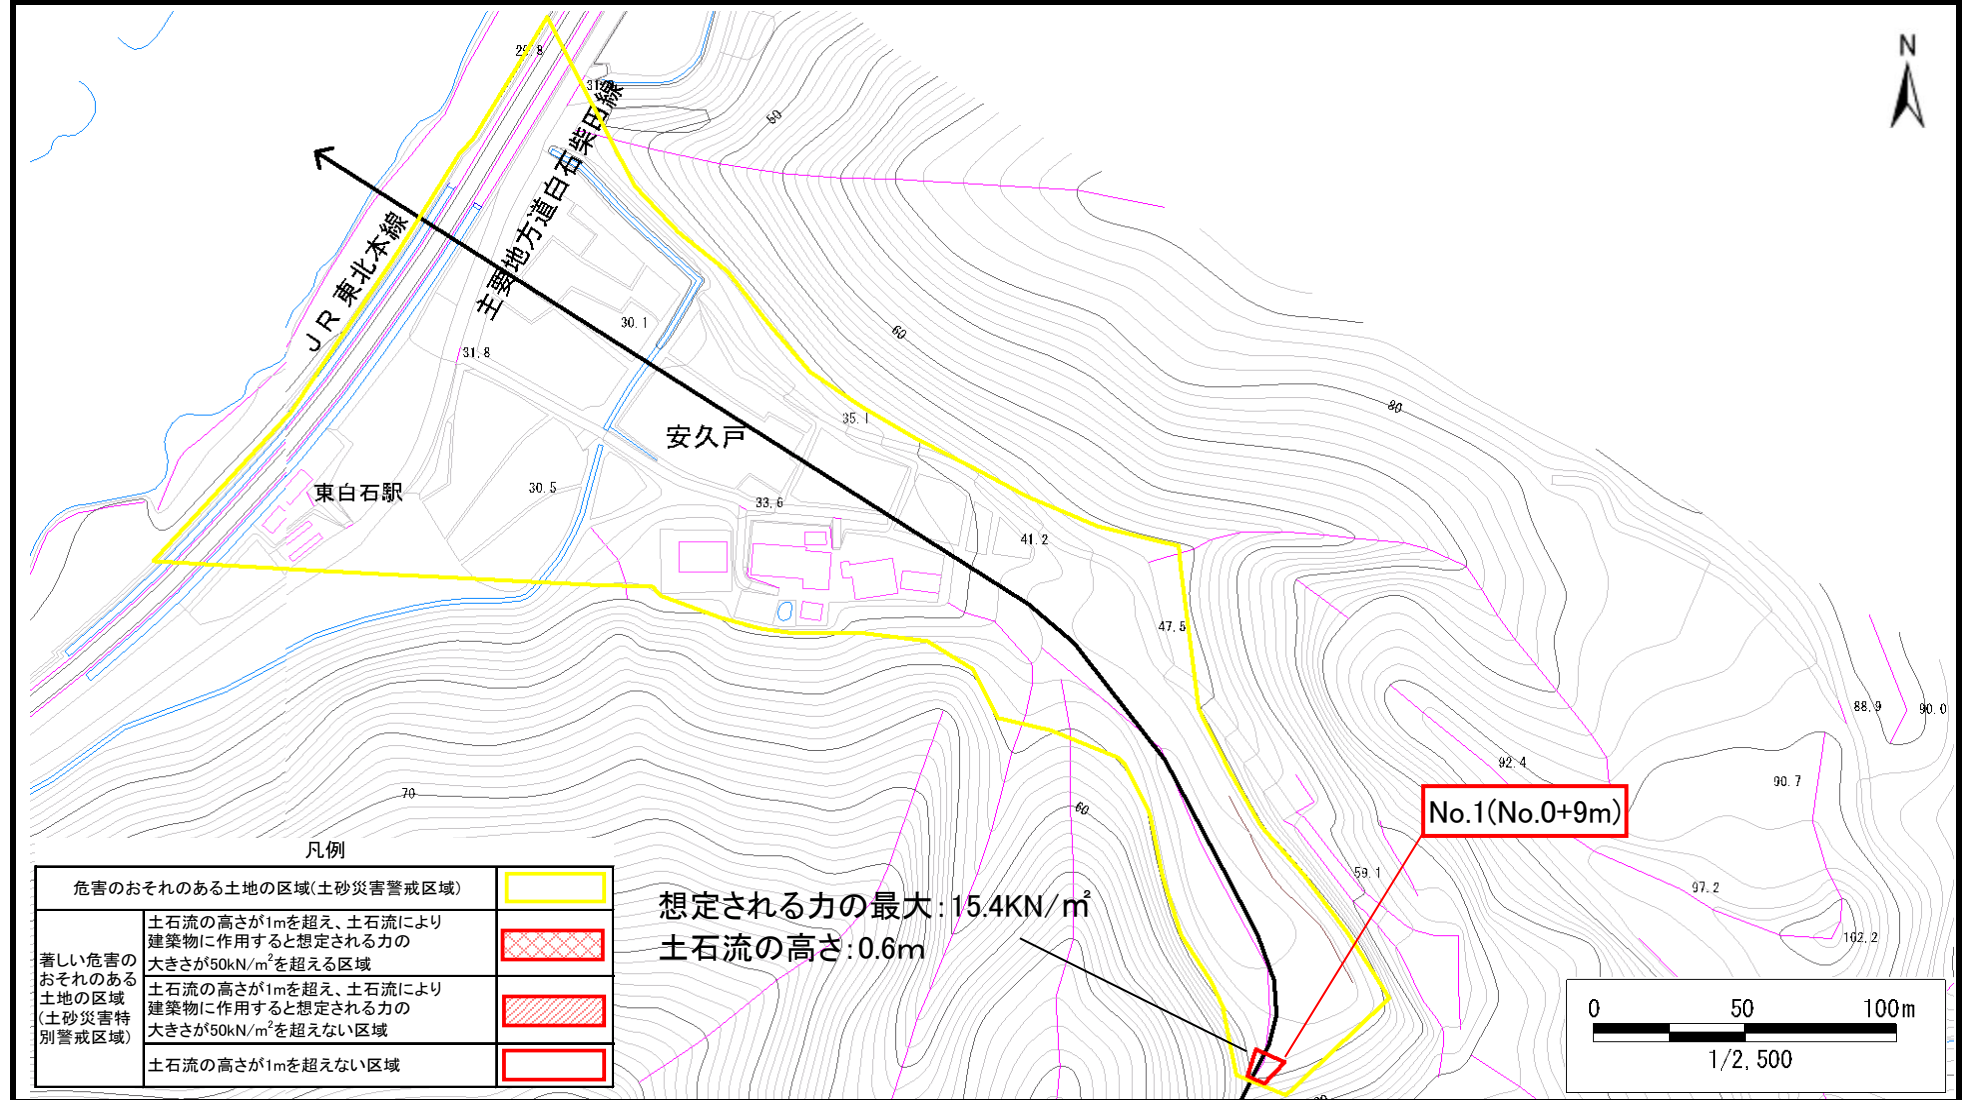 N
25.8
31.8
50
主要地方道白石柴田線
JR東北本線
30.1
31.8
60
80
35.1
安久戸
東白石駅
30.5
33.6
41.2
47.5
88.9
90.0
92.4
90.7
70
60
No.1(No.0+9m)
59.1
97.2
102.2
想定される力の最大:15.4KN/㎡
土石流の高さ:0.6m
凡例
危害のおそれのある土地の区域(土砂災害警戒区域)
著しい危害の
おそれのある
土地の区域
(土砂災害特
別警戒区域)
土石流の高さが1mを超え、土石流により
建築物に作用すると想定される力の
大きさが50kN/m²を超える区域
土石流の高さが1mを超え、土石流により
建築物に作用すると想定される力の
大きさが50kN/m²を超えない区域
土石流の高さが1mを超えない区域
0 50 100m
1/2,500